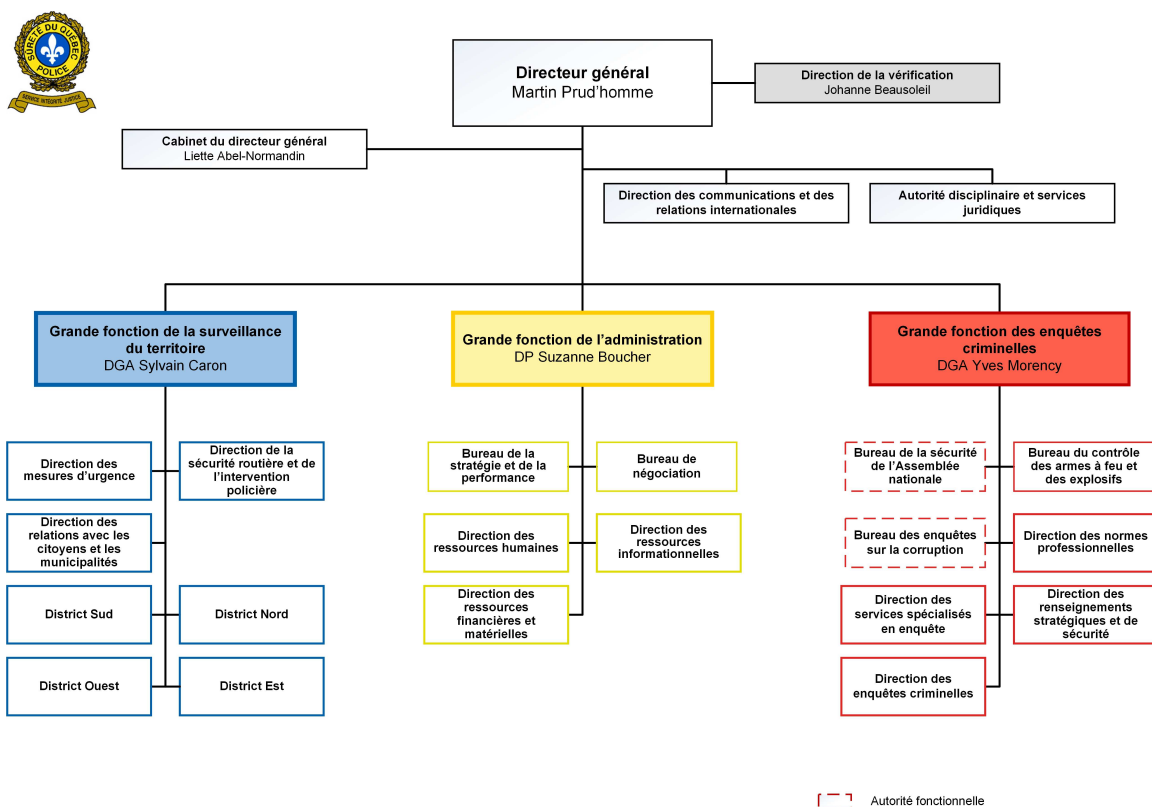 SÛRETÉ DU QUÉBEC
POLICE
SERVICE INTÉGRITÉ JUSTICE
Directeur général
Martin Prud'homme
Direction de la vérification
Johanne Beausoleil
Cabinet du directeur général
Liette Abel-Normandin
Direction des communications et des
relations internationales
Autorité disciplinaire et services
juridiques
Grande fonction de la surveillance
du territoire
DGA Sylvain Caron
Grande fonction de l'administration
DP Suzanne Boucher
Grande fonction des enquêtes
criminelles
DGA Yves Morency
Direction des
mesures d'urgence
Direction de la
sécurité routière et de
l'intervention
policière
Direction des
relations avec les
citoyens et les
municipalités
District Sud
District Nord
District Ouest
District Est
Bureau de la
stratégie et de la
performance
Bureau de
négociation
Direction des
ressources humaines
Direction des
ressources
informationnelles
Direction des
ressources
financières et
matérielles
Bureau de la sécurité
de l'Assemblée
nationale
Bureau du contrôle
des armes à feu et
des explosifs
Bureau des enquêtes
sur la corruption
Direction des normes
professionnelles
Direction des
services spécialisés
en enquête
Direction des
renseignements
stratégiques et de
sécurité
Direction des
enquêtes criminelles
Autorité fonctionnelle